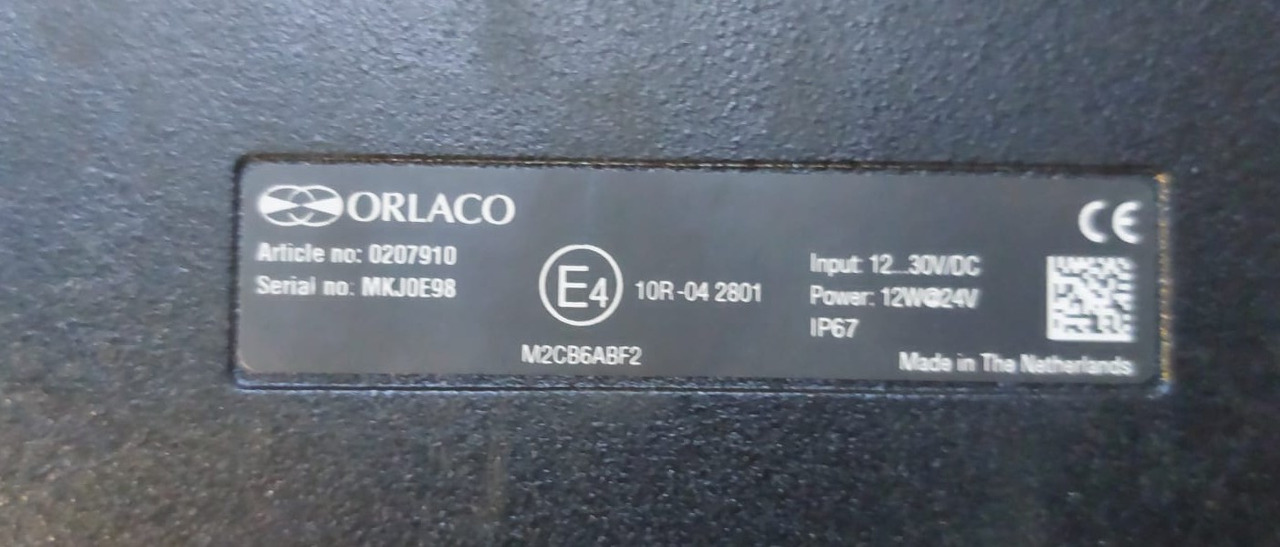 ORLACO
Article no: 0207910
Serial no: MKJ0E98
E4
10R-04 2801
M2CB6ABF2
CE
Input: 12...30V/DC
Power: 12W@24V
IP67
Made in The Netherlands